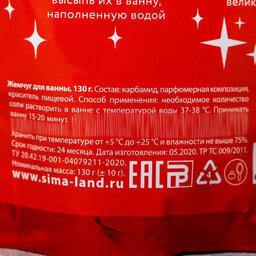 высыпь их в ванну,
наполненную водой
велик
Жемчуг для ванны, 130 г. Состав: карбамид, парфюмерная композиция,
краситель пищевой. Способ применения: необходимое количество
соли растворить в ванне с температурой воды 37-38 °С. Принимать
ванну 15-20 минут.
Хранить при температуре от +5 °С до +25 °С и влажности не выше 75%.
Срок годности: 24 месяца. Дата изготовления: 05.2020. ТР ТС 009/2011.
ТУ 20.42.19-001-04079211-2020.
Номинальная масса: 130 г (± 10 г).
www.sima-land.ru
ЕАС
4